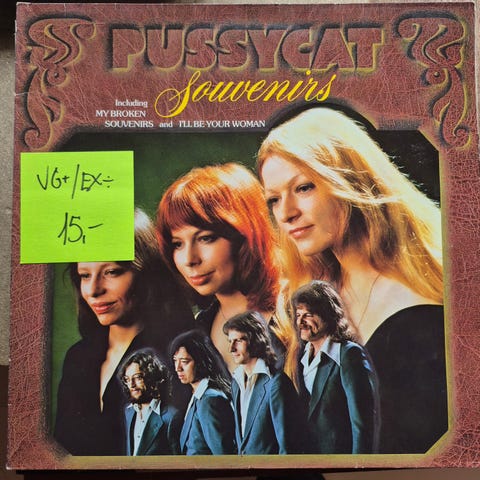 PUSSYCAT
Souvenirs
Including
MY BROKEN
SOUVENIRS and I'LL BE YOUR WOMAN
VG+/EX÷
15,-